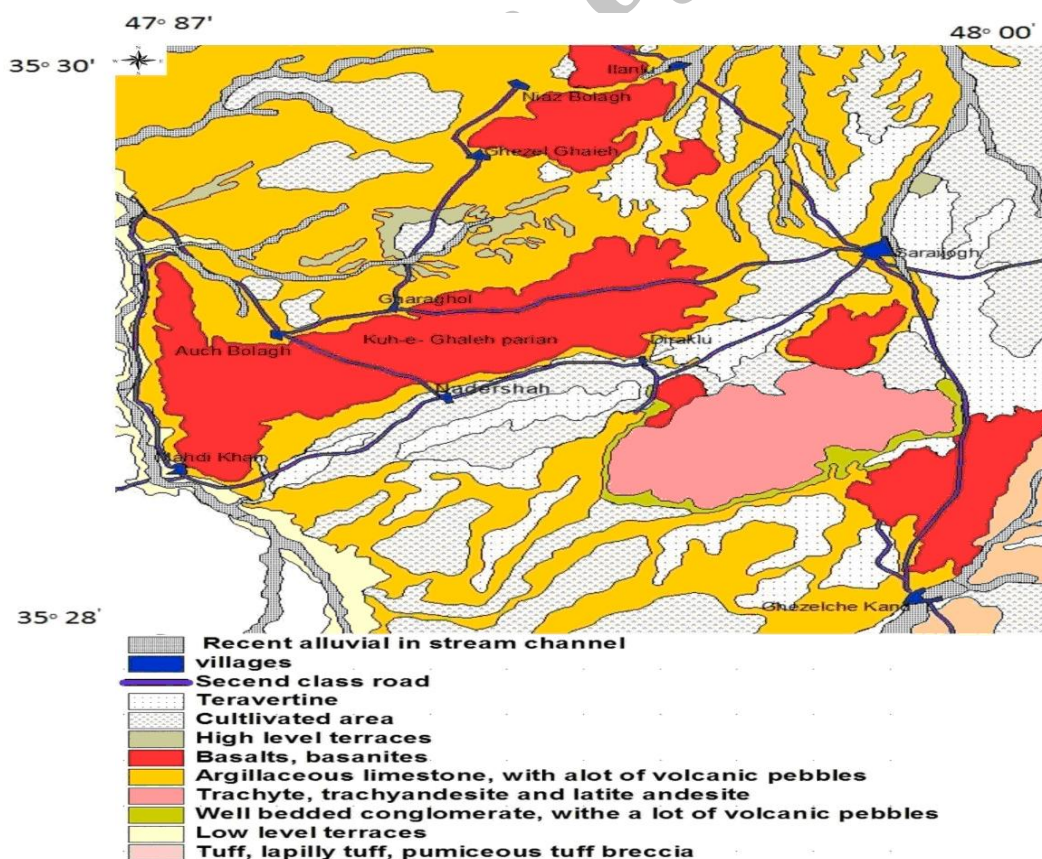 47° 87'
48° 00'
35° 30'
Ilanlu
Niaz Bolagh
Ghezel Ghaieh
Sarajogh
Gharaghol
Auch Bolagh
Kuh-e- Ghaleh parian
Diraklu
Nadershah
Mahdi Khan
Ghezelche Kand
35° 28'
Recent alluvial in stream channel
villages
Secend class road
Teravertine
Cultlivated area
High level terraces
Basalts, basanites
Argillaceous limestone, with alot of volcanic pebbles
Trachyte, trachyandesite and latite andesite
Well bedded conglomerate, withe a lot of volcanic pebbles
Low level terraces
Tuff, lapilly tuff, pumiceous tuff breccia